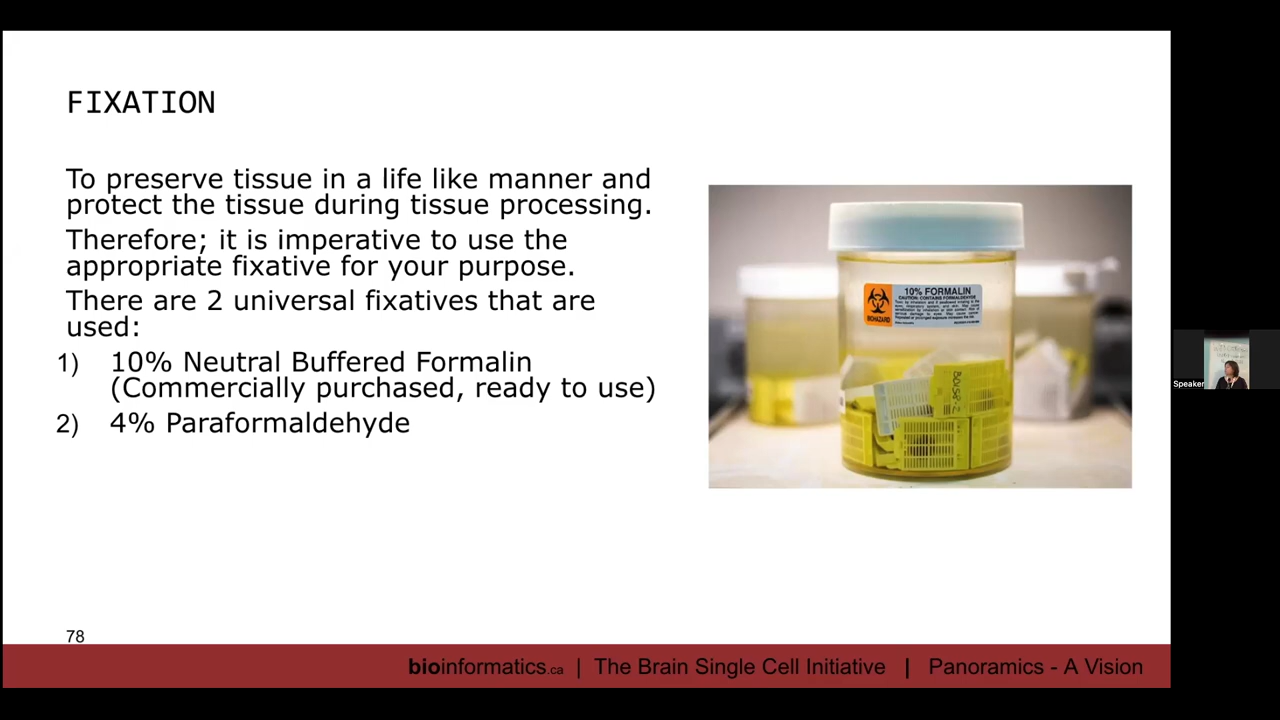 FIXATION
To preserve tissue in a life like manner and
protect the tissue during tissue processing.
Therefore; it is imperative to use the
appropriate fixative for your purpose.
There are 2 universal fixatives that are
used:
1) 10% Neutral Buffered Formalin
(Commercially purchased, ready to use)
2) 4% Paraformaldehyde
10% FORMALIN
CAUTION: CONTAINS FORMALDEHYDE
BIOHAZARD
Speaker
78
bioinformatics.ca | The Brain Single Cell Initiative | Panoramics - A Vision